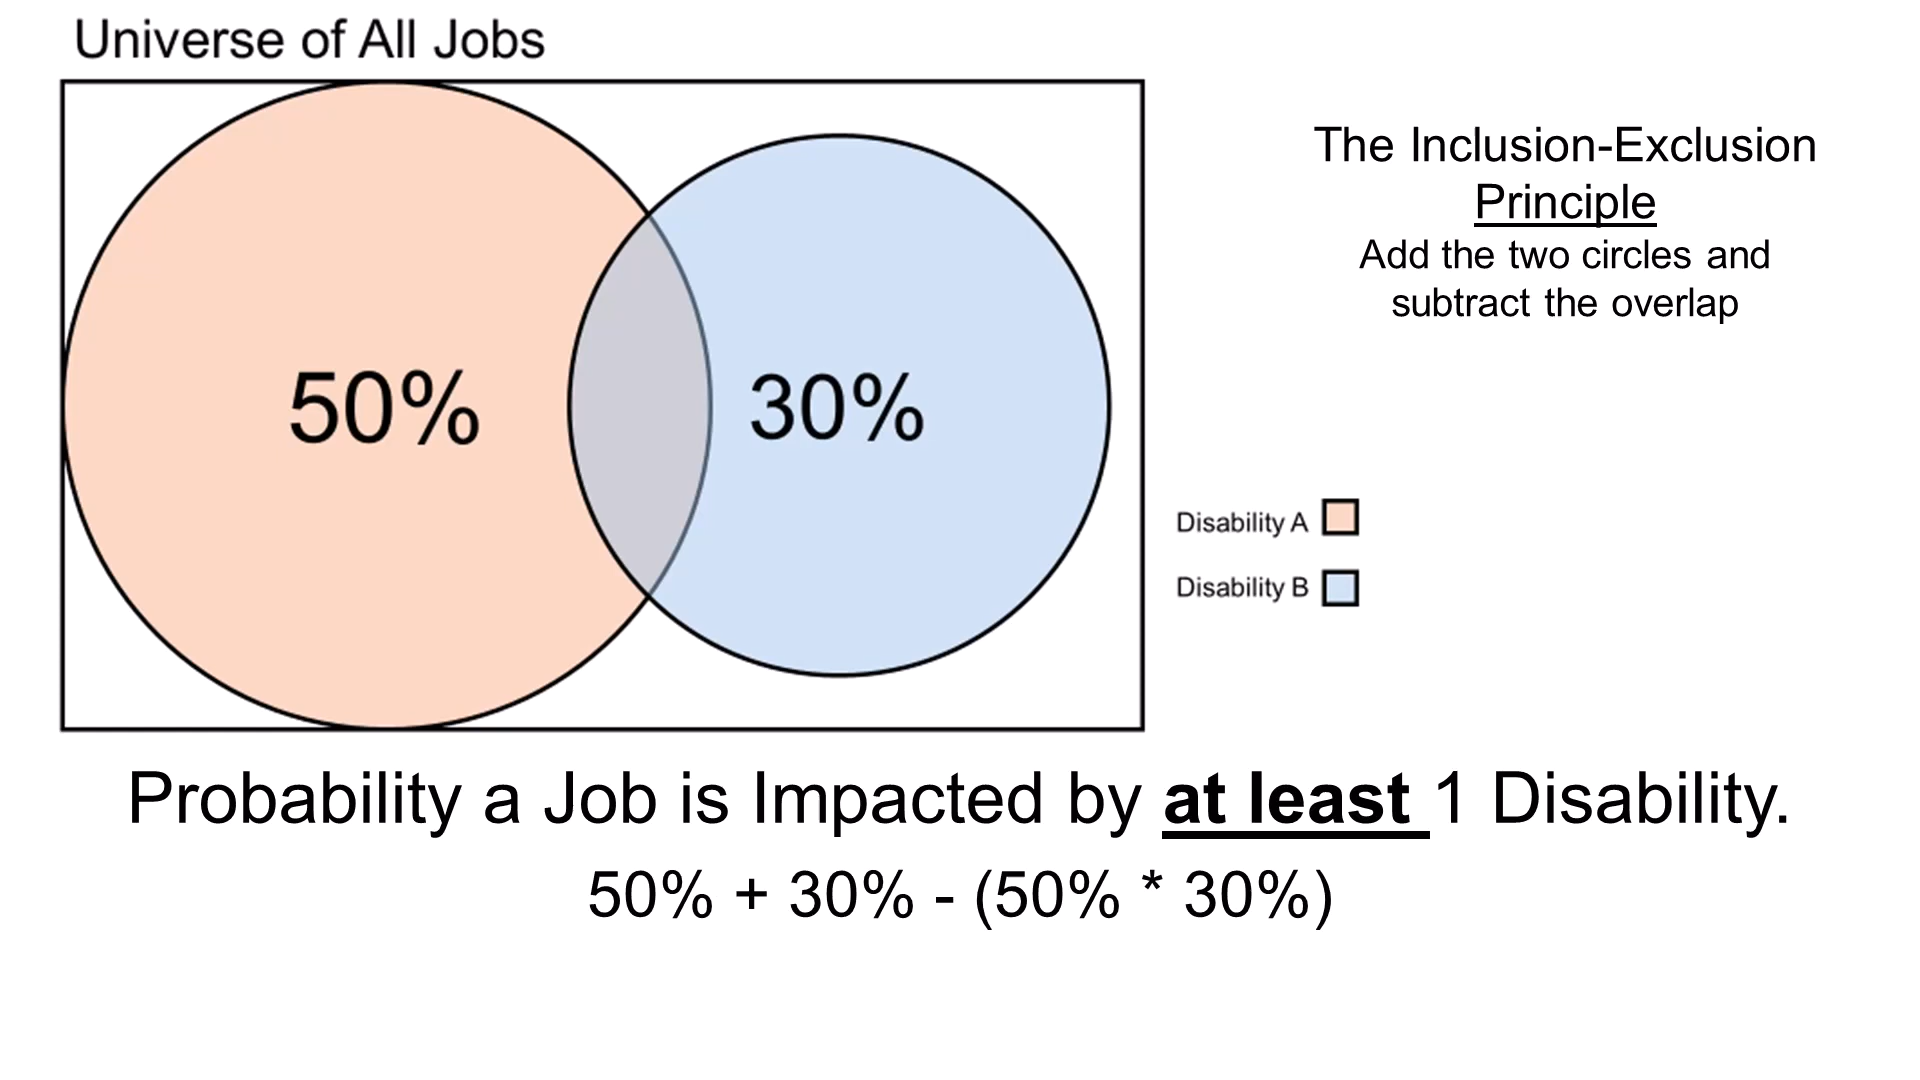 Universe of All Jobs
50%
30%
The Inclusion-Exclusion
Principle
Add the two circles and
subtract the overlap
Disability A
Disability B
Probability a Job is Impacted by at least 1 Disability.
50% + 30% - (50% * 30%)